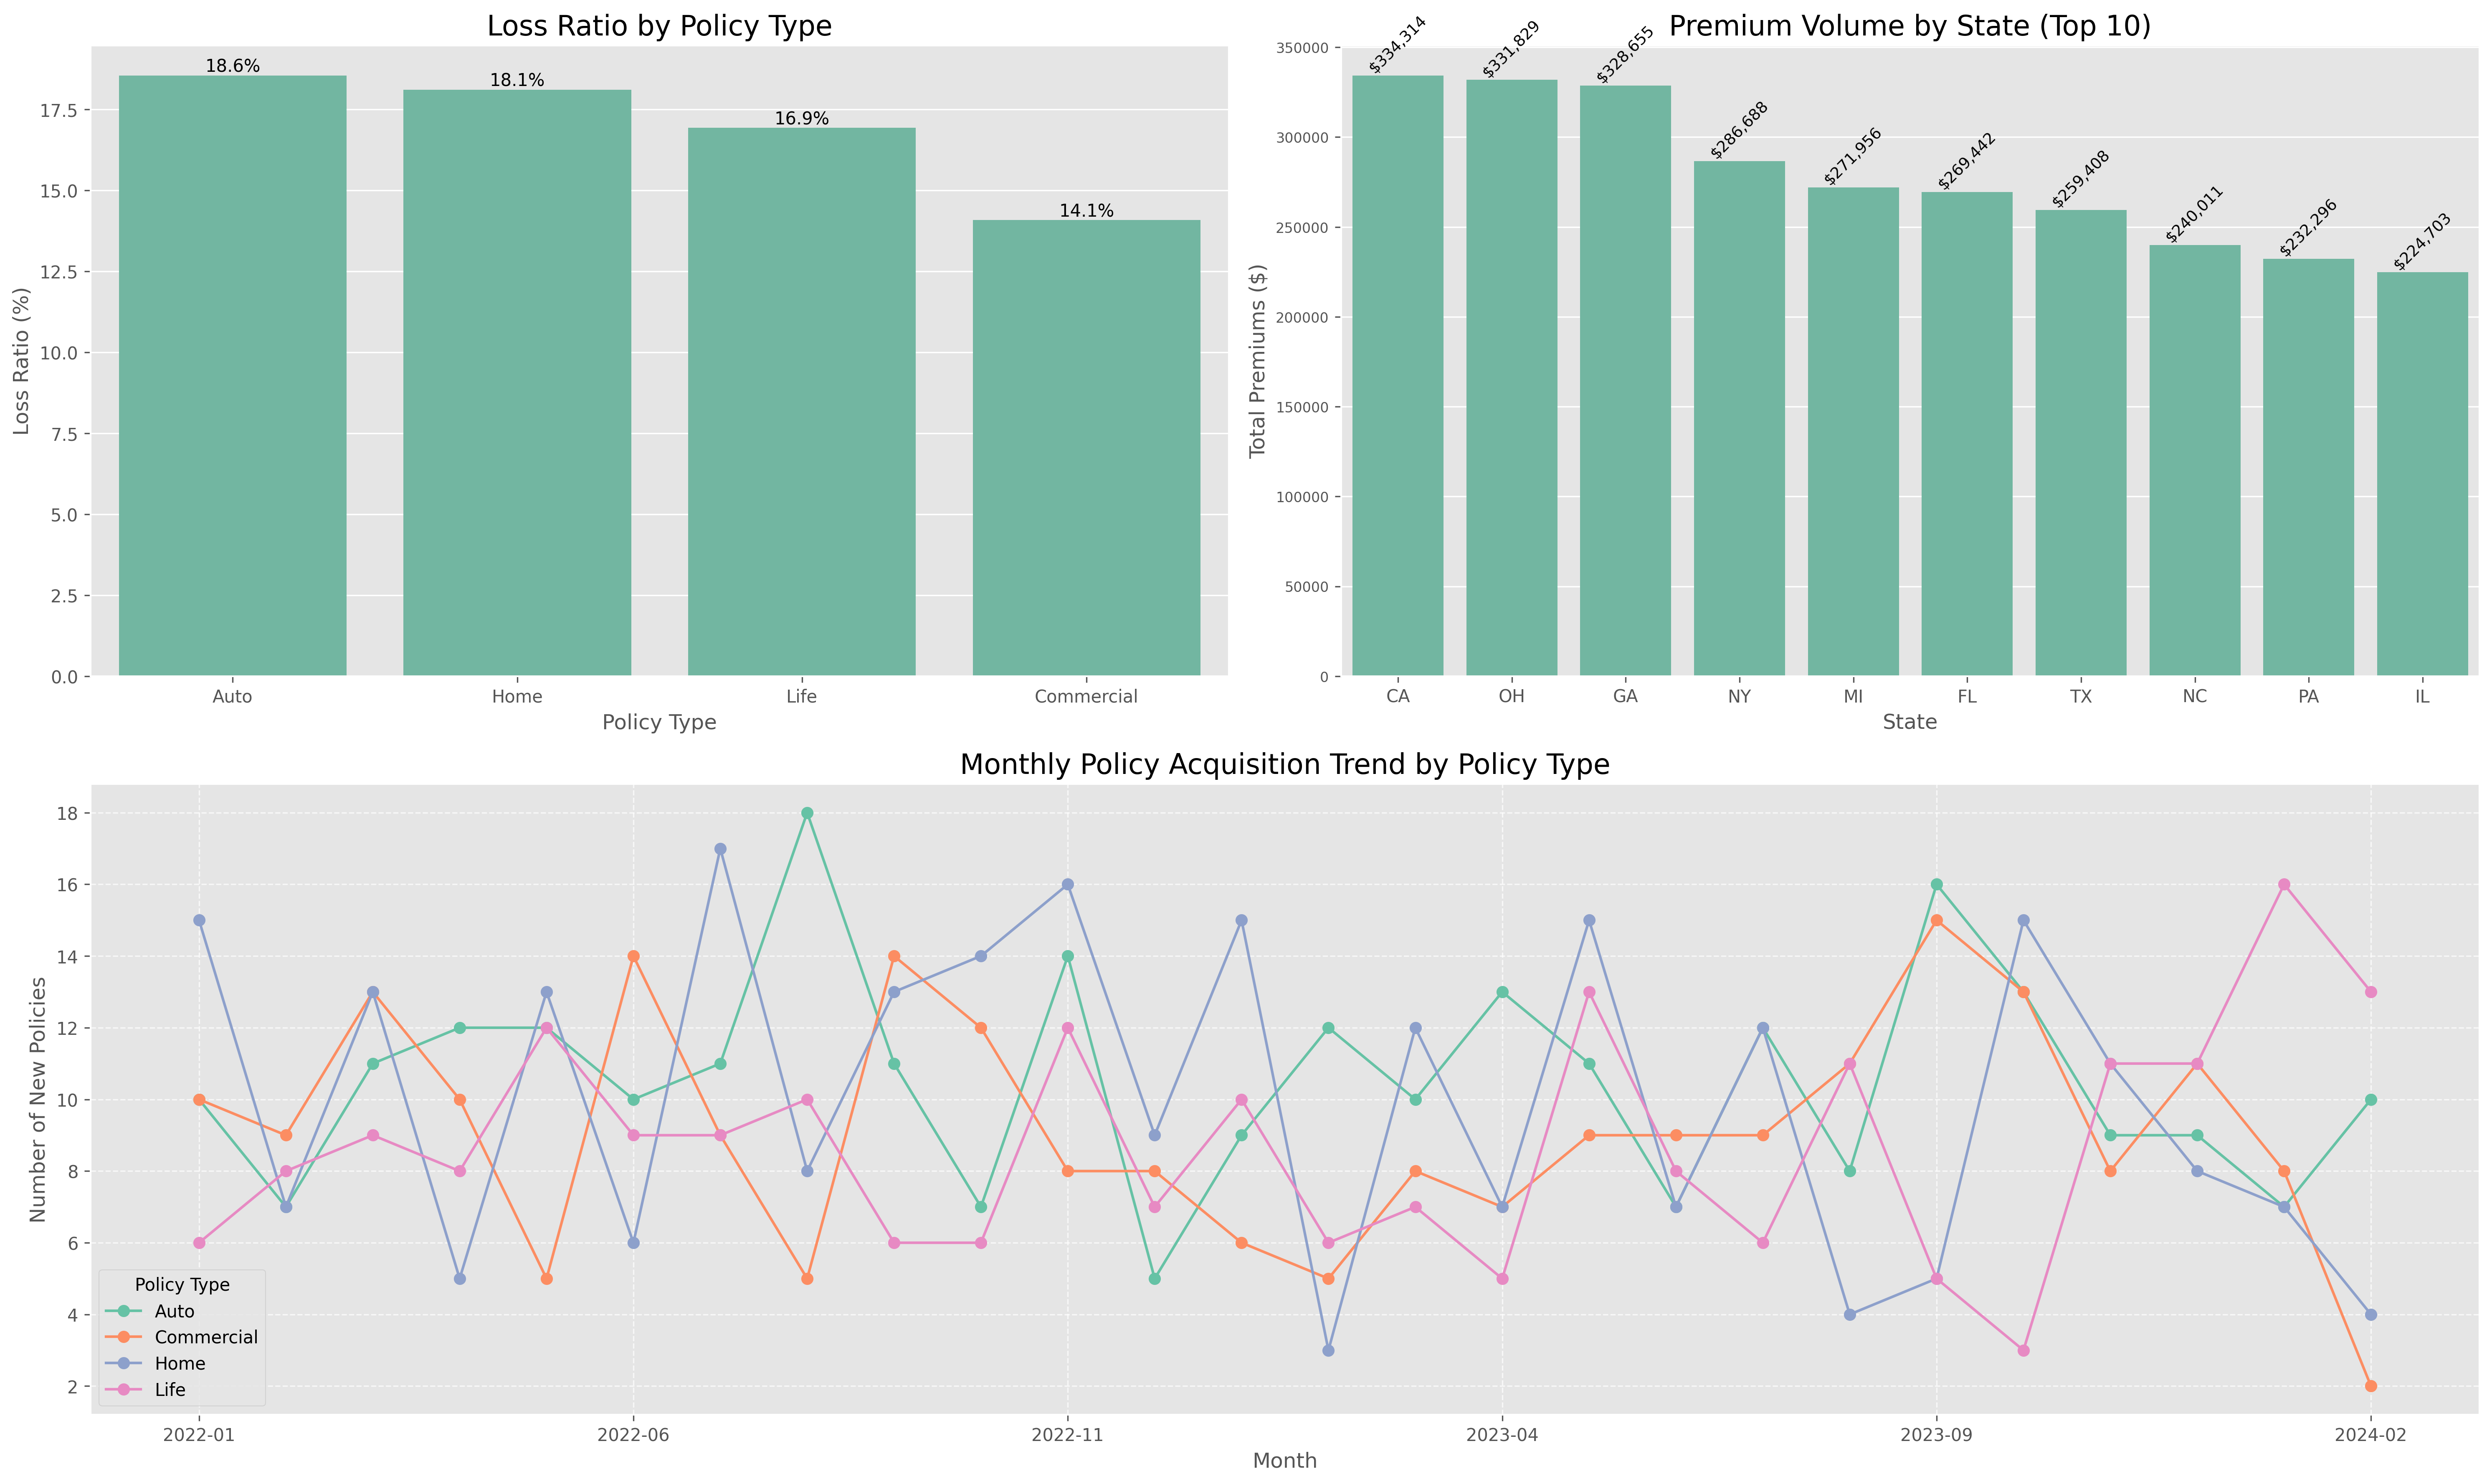 Loss Ratio by Policy Type
18.6%
18.1%
16.9%
14.1%
17.5
15.0
12.5
10.0
7.5
5.0
2.5
0.0
Loss Ratio (%)
Auto Home Life Commercial
Policy Type
Premium Volume by State (Top 10)
$334,314
$331,829
$328,655
$286,688
$271,956
$269,442
$259,408
$240,011
$232,296
$224,703
350000
300000
250000
200000
150000
100000
50000
0
Total Premiums ($)
CA OH GA NY MI FL TX NC PA IL
State
Monthly Policy Acquisition Trend by Policy Type
18
16
14
12
10
8
6
4
2
Number of New Policies
Policy Type
Auto
Commercial
Home
Life
2022-01 2022-06 2022-11 2023-04 2023-09 2024-02
Month